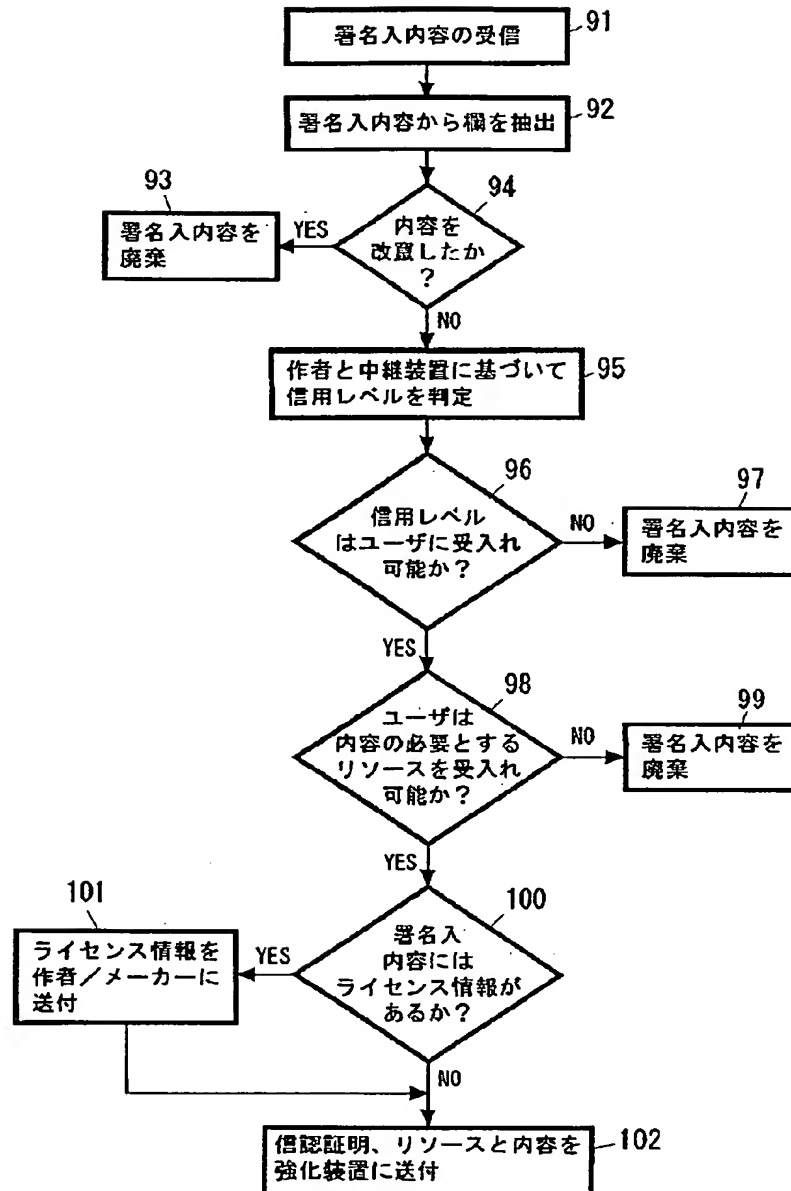 署名入内容の受信
91
署名入内容から欄を抽出
92
93
署名入内容を
廃棄
YES
94
内容を
改竄したか
?
NO
作者と中継装置に基づいて
信用レベルを判定
95
96
信用レベル
はユーザに受入れ
可能か?
NO
97
署名入内容を
廃棄
YES
98
ユーザは
内容の必要とする
リソースを受入れ
可能か?
NO
99
署名入内容を
廃棄
YES
101
ライセンス情報を
作者/メーカーに
送付
YES
100
署名入
内容には
ライセンス情報が
あるか?
NO
信認証明、リソースと内容を
強化装置に送付
102